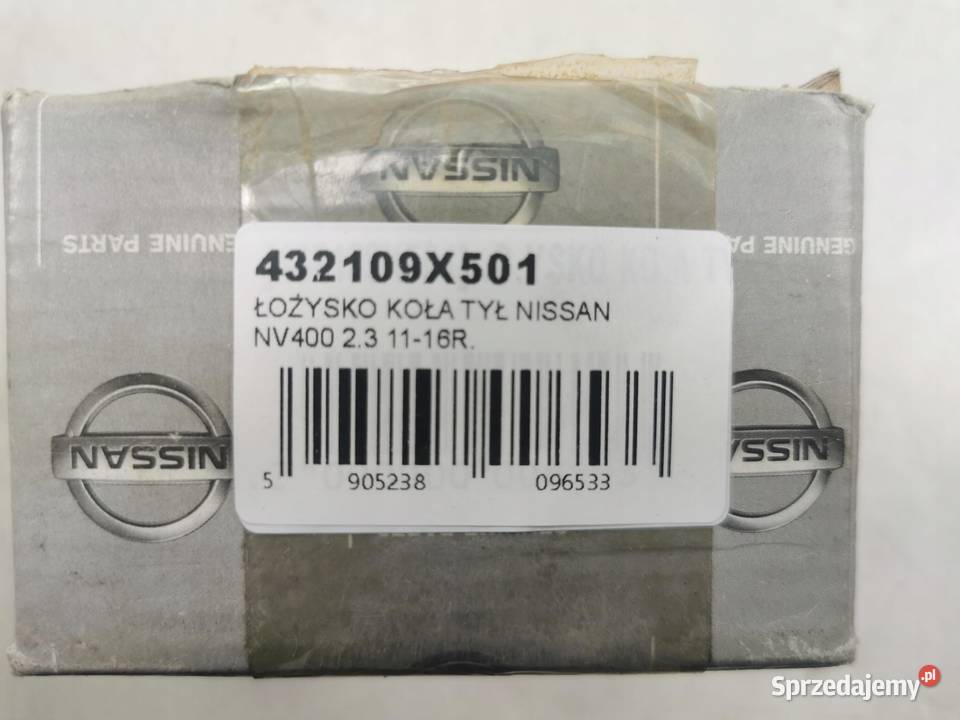 NISSAN
GENUINE PARTS
GENUINE PA
432109X501
ŁOŻYSKO KOŁA TYŁ NISSAN
NV400 2.3 11-16R.
NISSAN
NISSAN
5 905238 096533
Sprzedajemy.pl